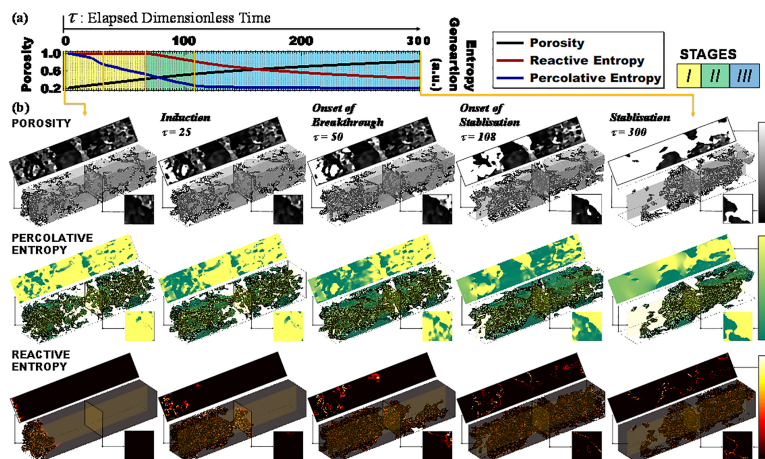 (a)
τ : Elapsed Dimensionless Time
0 100 200 300
1.0
0.6
0.2
Porosity
Entropy
Geneartion
(a.u.)
Porosity
Reactive Entropy
Percolative Entropy
STAGES
I II III
(b)
POROSITY
Induction
τ = 25
Onset of
Breakthrough
τ = 50
Onset of
Stablisation
τ = 108
Stablisation
τ = 300
PERCOLATIVE
ENTROPY
REACTIVE
ENTROPY